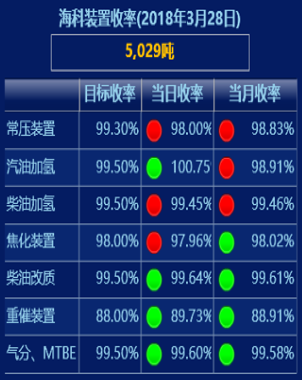 海科装置收率(2018年3月28日)
5,029吨
目标收率 当日收率 当月收率
常压装置 99.30% 98.00% 98.83%
汽油加氢 99.50% 100.75 98.91%
柴油加氢 99.50% 99.45% 99.46%
焦化装置 98.00% 97.96% 98.02%
柴油改质 99.50% 99.64% 99.61%
重催装置 88.00% 89.73% 88.91%
气分、MTBE 99.50% 99.60% 99.58%